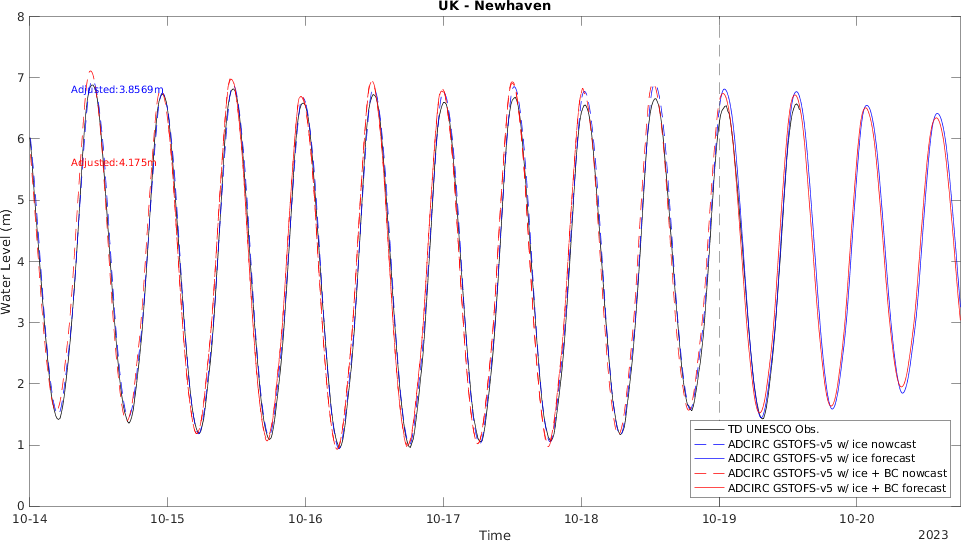 UK - Newhaven
8
7
6
5
4
3
2
1
0
Water Level (m)
Adjusted:3.8569m
Adjusted:4.175m
TD UNESCO Obs.
ADCIRC GSTOFS-v5 w/ ice nowcast
ADCIRC GSTOFS-v5 w/ ice forecast
ADCIRC GSTOFS-v5 w/ ice + BC nowcast
ADCIRC GSTOFS-v5 w/ ice + BC forecast
10-14 10-15 10-16 10-17 10-18 10-19 10-20
Time
2023